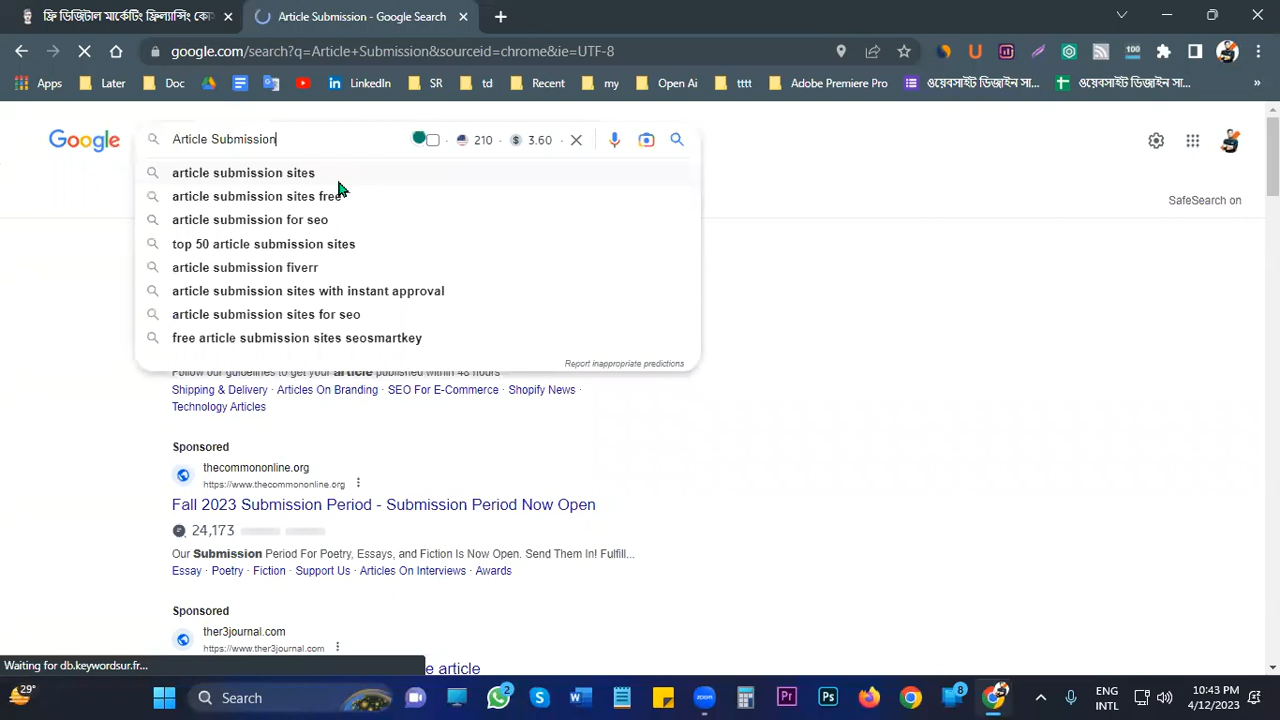 ফ্রি ডিজিটাল মার্কেটিং ফ্রিল্যান্সিং কো
Article Submission - Google Search
google.com/search?q=Article+Submission&sourceid=chrome&ie=UTF-8
100
Apps Later Doc LinkedIn SR td Recent my Open Ai tttt Adobe Premiere Pro ওয়েবসাইট ডিজাইন সা... ওয়েবসাইট ডিজাইন সা... »
Google
Article Submission
210 · 3.60
article submission sites
article submission sites free
article submission for seo
top 50 article submission sites
article submission fiverr
article submission sites with instant approval
article submission sites for seo
free article submission sites seosmartkey
Report inappropriate predictions
SafeSearch on
Follow our guidelines to get your article published within 48 hours
Shipping & Delivery · Articles On Branding · SEO For E-Commerce · Shopify News ·
Technology Articles
Sponsored
thecommononline.org
https://www.thecommononline.org
Fall 2023 Submission Period - Submission Period Now Open
24,173
Our Submission Period For Poetry, Essays, and Fiction Is Now Open. Send Them In! Fulfill...
Essay · Poetry · Fiction · Support Us · Articles On Interviews · Awards
Sponsored
ther3journal.com
https://www.ther3journal.com
e article
Waiting for db.keywordsur.fr...
29°
Search
2
zoom
Pr
Ps
8
ENG
INTL
10:43 PM
4/12/2023